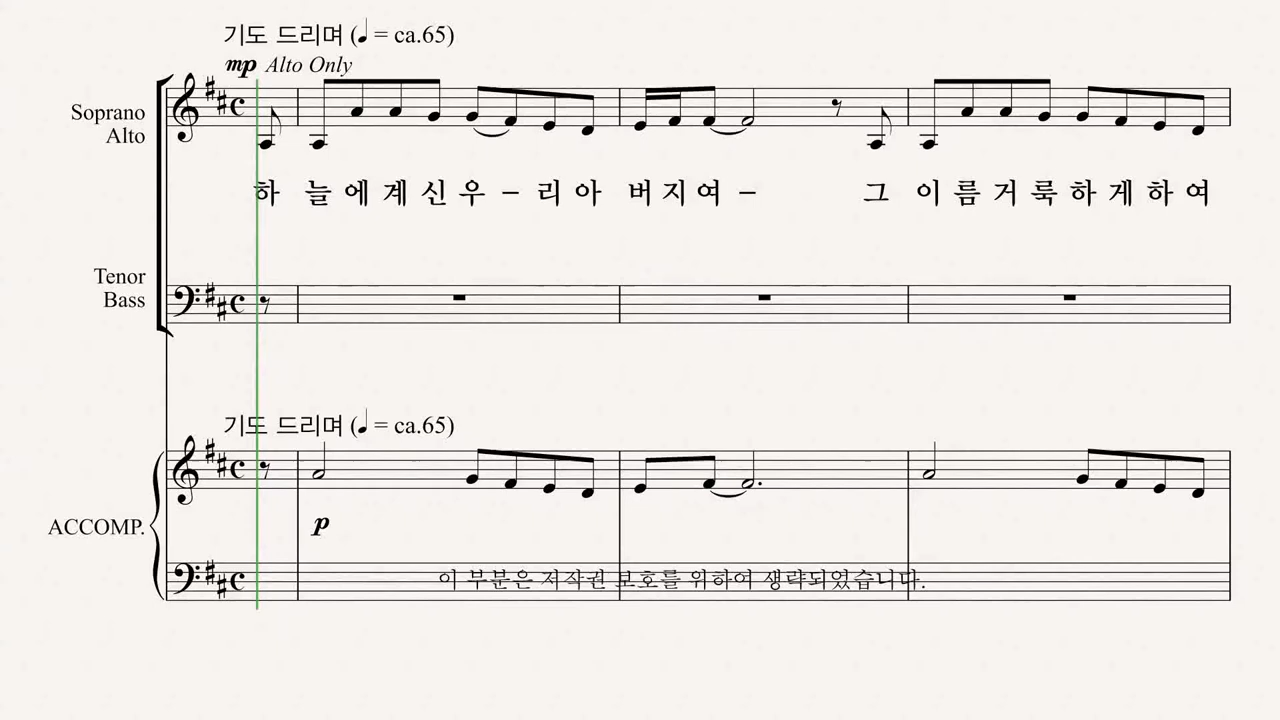 기도 드리며 (♩ = ca.65)
mp Alto Only
Soprano
Alto
하 늘 에 계 신 우 – 리 아 버 지 여 – 그 이 름 거 룩 하 게 하 여
Tenor
Bass
기도 드리며 (♩ = ca.65)
p
ACCOMP.
이 부분은 저작권 보호를 위하여 생략되었습니다.